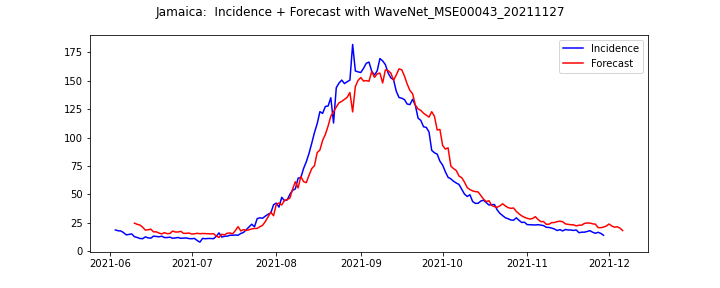 Jamaica:  Incidence + Forecast with WaveNet_MSE00043_20211127
Incidence
Forecast
175
150
125
100
75
50
25
0
2021-06 2021-07 2021-08 2021-09 2021-10 2021-11 2021-12